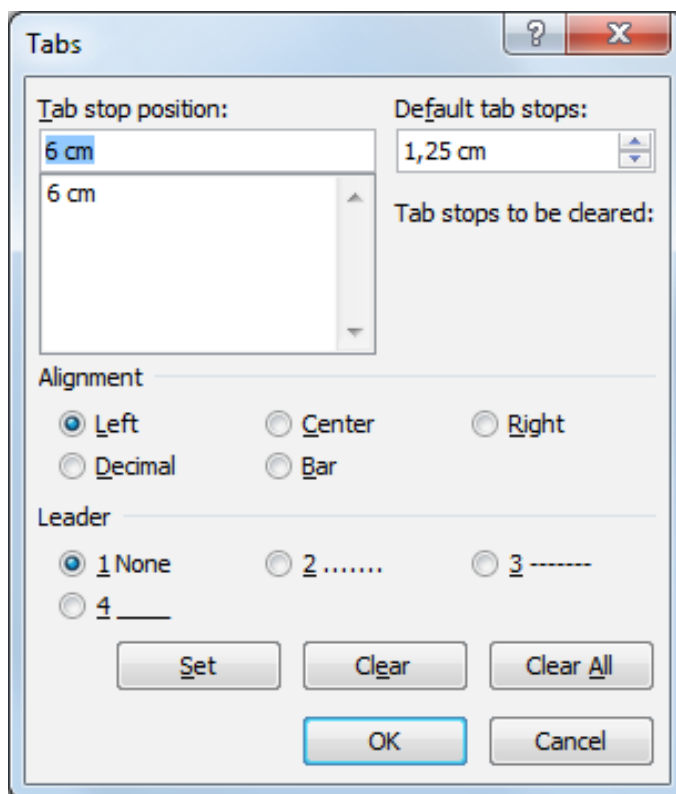 Tabs
Tab stop position:
6 cm
6 cm
Default tab stops:
1,25 cm
Tab stops to be cleared:
Alignment
Left Center Right
Decimal Bar
Leader
1 None 2 ....... 3 -------
4 ____
Set Clear Clear All
OK Cancel